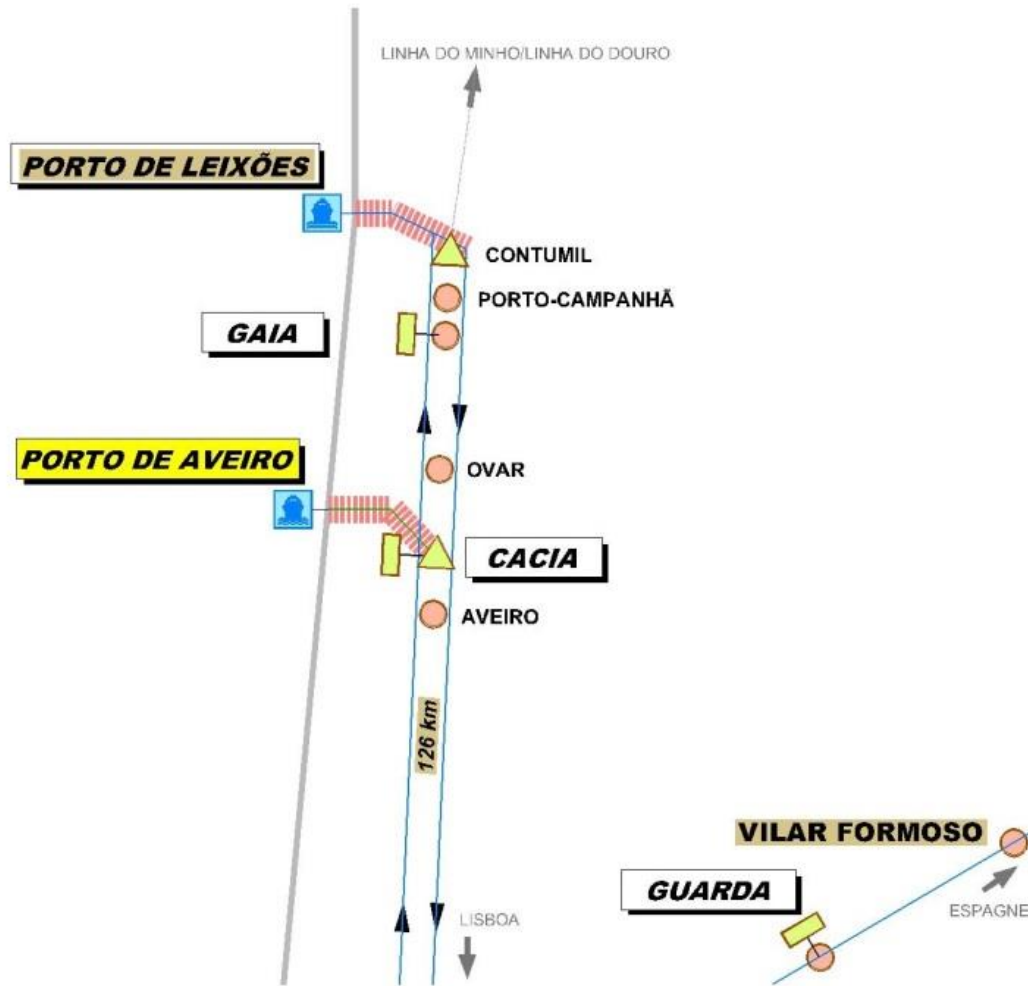 LINHA DO MINHO/LINHA DO DOURO
PORTO DE LEIXÕES
CONTUMIL
PORTO-CAMPANHÃ
GAIA
PORTO DE AVEIRO
OVAR
CACIA
AVEIRO
126 km
VILAR FORMOSO
GUARDA
ESPAGNE
LISBOA